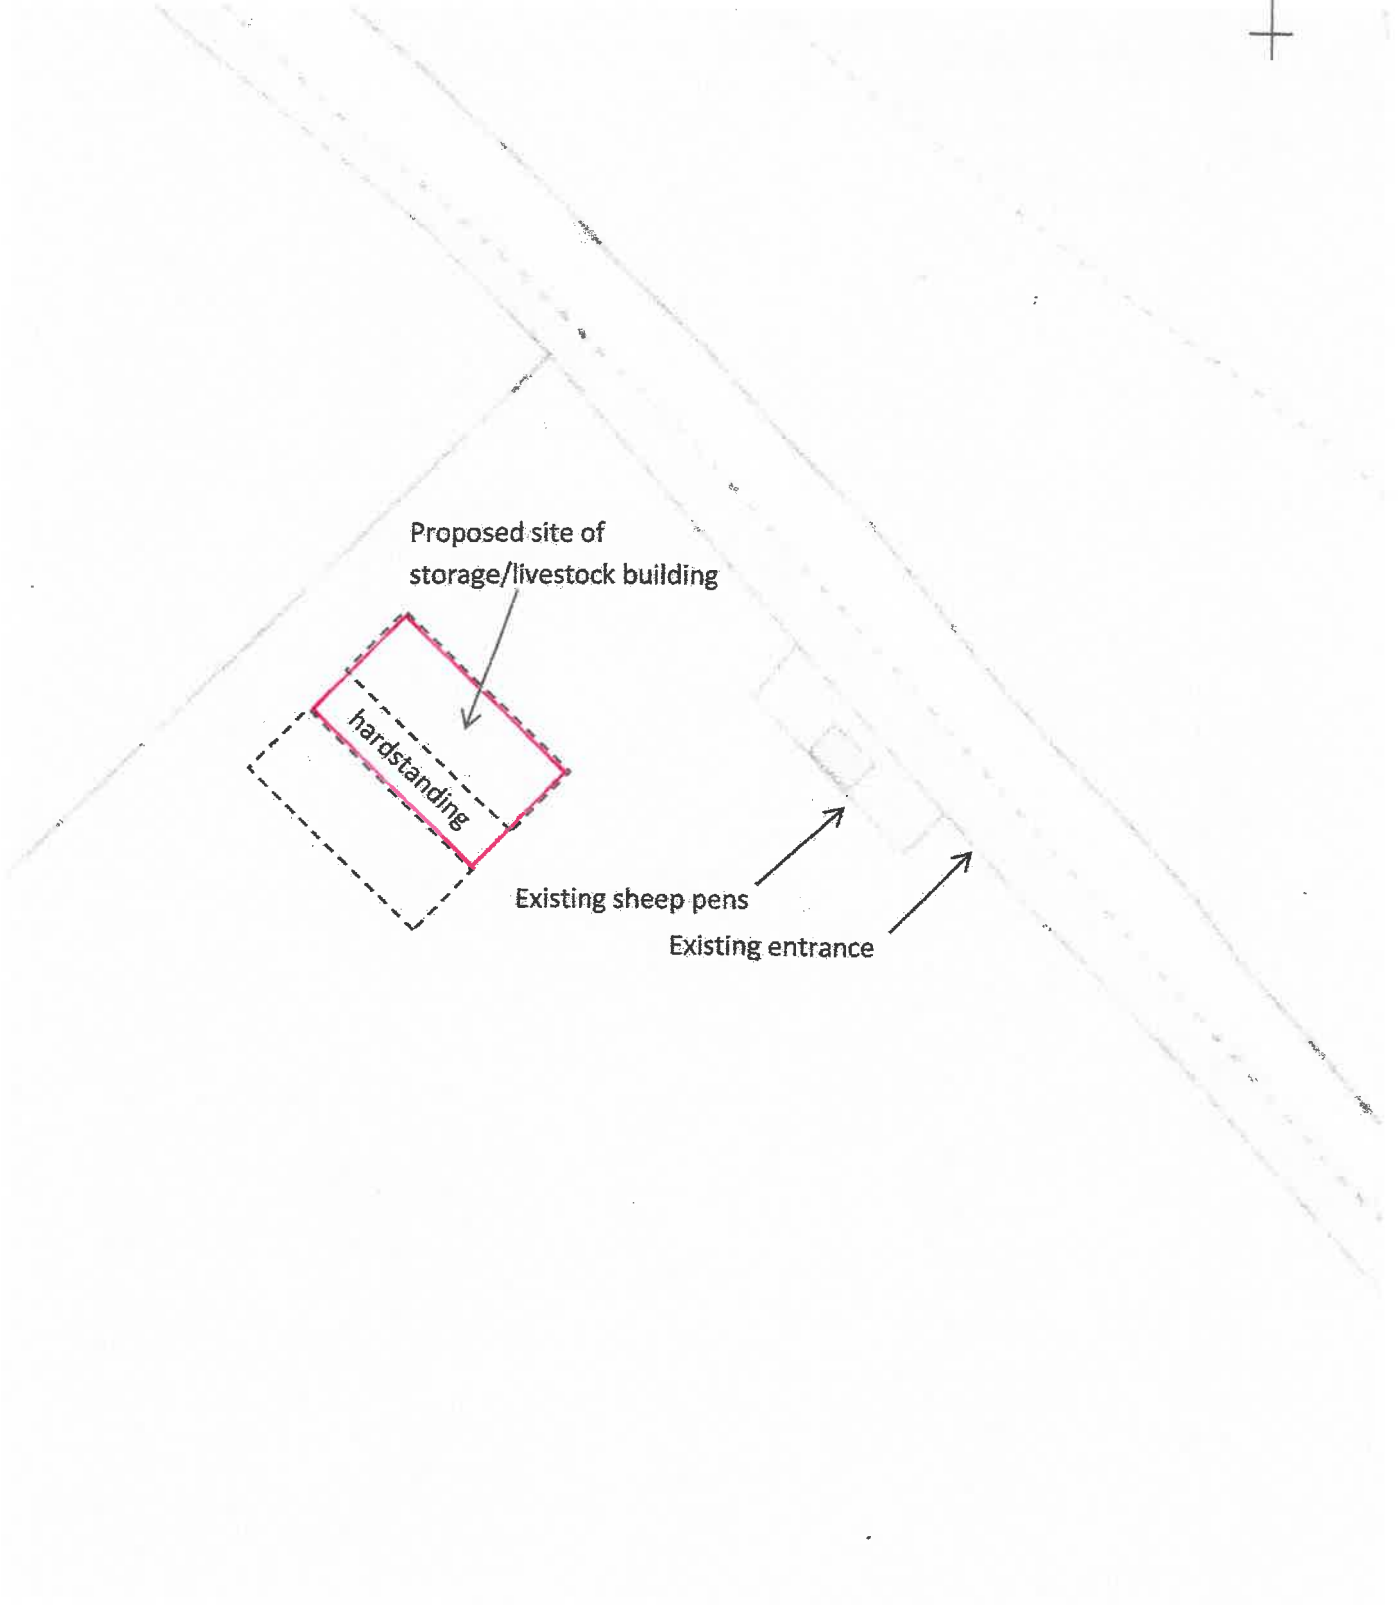 Proposed site of
storage/livestock building
hardstanding
Existing sheep pens
Existing entrance